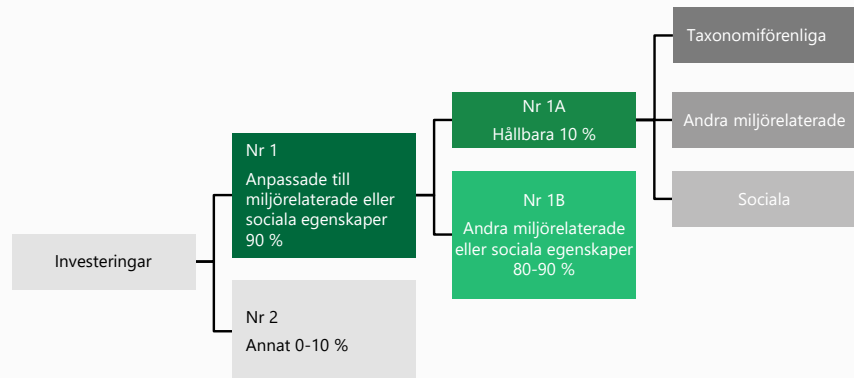 Investeringar
Nr 1
Anpassade till
miljörelaterade eller
sociala egenskaper
90 %
Nr 2
Annat 0-10 %
Nr 1A
Hållbara 10 %
Nr 1B
Andra miljörelaterade
eller sociala egenskaper
80-90 %
Taxonomiförenliga
Andra miljörelaterade
Sociala